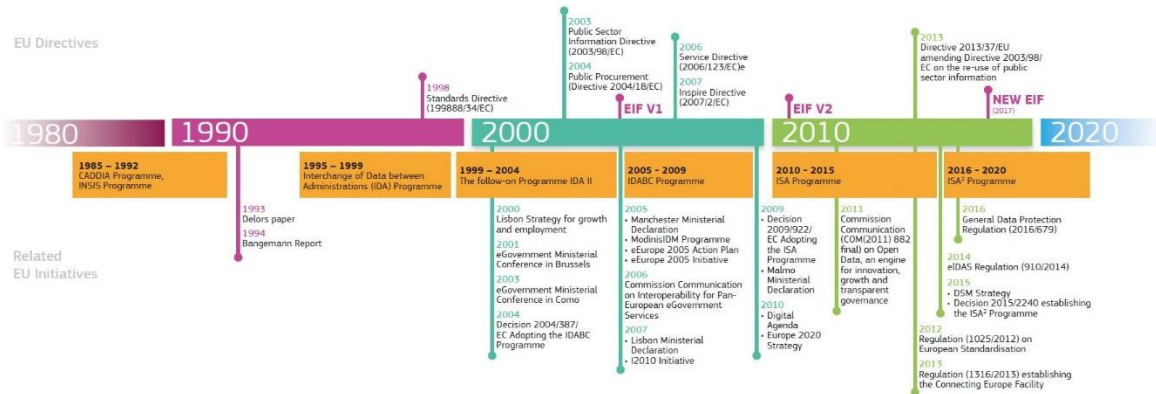 EU Directives
1998
Standards Directive
(199888/34/EC)
2003
Public Sector
Information Directive
(2003/98/EC)
2004
Public Procurement
(Directive 2004/18/EC)
EIF V1
2006
Service Directive
(2006/123/EC)e
2007
Inspire Directive
(2007/2/EC)
EIF V2
2013
Directive 2013/37/EU
amending Directive 2003/98/
EC on the re-use of public
sector information
NEW EIF
(2017)
1980
1990
2000
2010
2020
1985 – 1992
CADDIA Programme,
INSIS Programme
1995 – 1999
Interchange of Data between
Administrations (IDA) Programme
1999 – 2004
The follow-on Programme IDA II
2005 - 2009
IDABC Programme
2010 - 2015
ISA Programme
2016 - 2020
ISA² Programme
Related
EU Initiatives
1993
Delors paper
1994
Bangemann Report
2000
Lisbon Strategy for growth
and employment
2001
eGovernment Ministerial
Conference in Brussels
2003
eGovernment Ministerial
Conference in Como
2004
Decision 2004/387/
EC Adopting the IDABC
Programme
2005
• Manchester Ministerial
Declaration
• ModinisIDM Programme
• eEurope 2005 Action Plan
• eEurope 2005 Initiative
2006
Commission Communication
on Interoperability for Pan-
European eGovernment
Services
2007
• Lisbon Ministerial
Declaration
• I2010 Initiative
2009
• Decision
2009/922/
EC Adopting
the ISA
Programme
• Malmo
Ministerial
Declaration
2010
• Digital
Agenda
• Europe 2020
Strategy
2011
Commission
Communication
(COM(2011) 882
final) on Open
Data, an engine
for innovation,
growth and
transparent
governance
2016
General Data Protection
Regulation (2016/679)
2014
eIDAS Regulation (910/2014)
2015
• DSM Strategy
• Decision 2015/2240 establishing
the ISA² Programme
2012
Regulation (1025/2012) on
European Standardisation
2013
Regulation (1316/2013) establishing
the Connecting Europe Facility